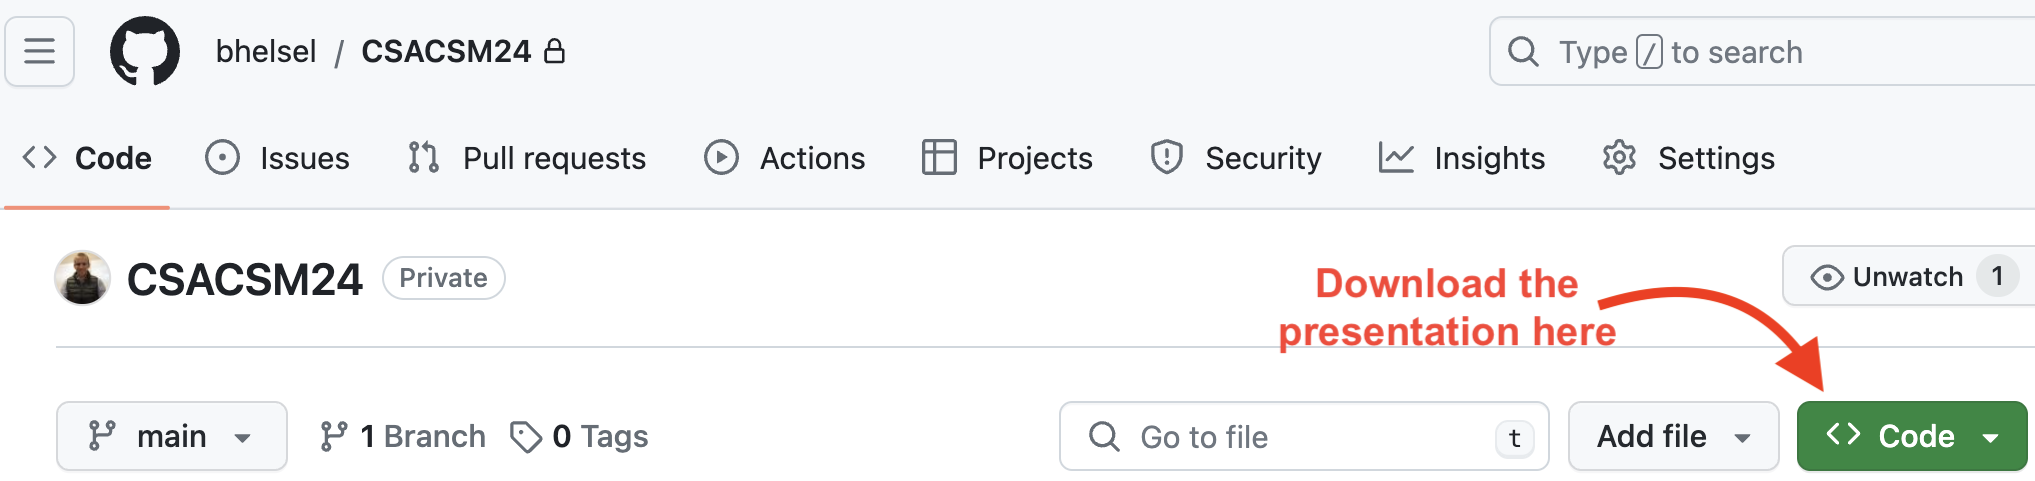 bhelsel / CSACSM24
Type / to search
Code Issues Pull requests Actions Projects Security Insights Settings
CSACSM24 Private
Download the
presentation here
Unwatch 1
main 1 Branch 0 Tags Go to file t Add file Code